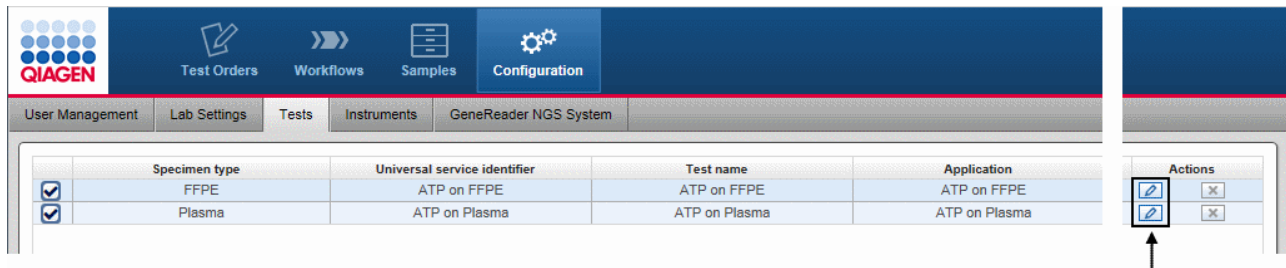 QIAGEN
Test Orders Workflows Samples Configuration
User Management Lab Settings Tests Instruments GeneReader NGS System
Specimen type Universal service identifier Test name Application Actions
FFPE ATP on FFPE ATP on FFPE ATP on FFPE
Plasma ATP on Plasma ATP on Plasma ATP on Plasma